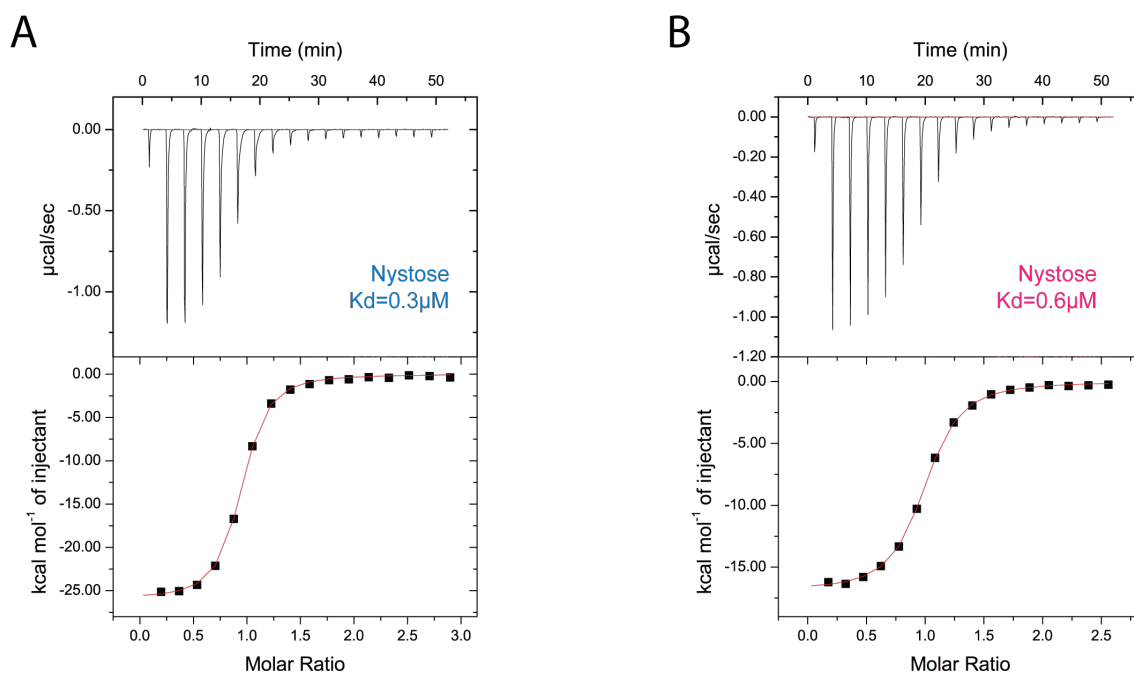 A
Time (min)
0 10 20 30 40 50
0.00
-0.50
-1.00
µcal/sec
Nystose
Kd=0.3µM
0.00
-5.00
-10.00
-15.00
-20.00
-25.00
kcal mol⁻¹ of injectant
0.0 0.5 1.0 1.5 2.0 2.5 3.0
Molar Ratio
B
Time (min)
0 10 20 30 40 50
0.00
-0.20
-0.40
-0.60
-0.80
-1.00
-1.20
µcal/sec
Nystose
Kd=0.6µM
0.00
-5.00
-10.00
-15.00
kcal mol⁻¹ of injectant
0.0 0.5 1.0 1.5 2.0 2.5
Molar Ratio